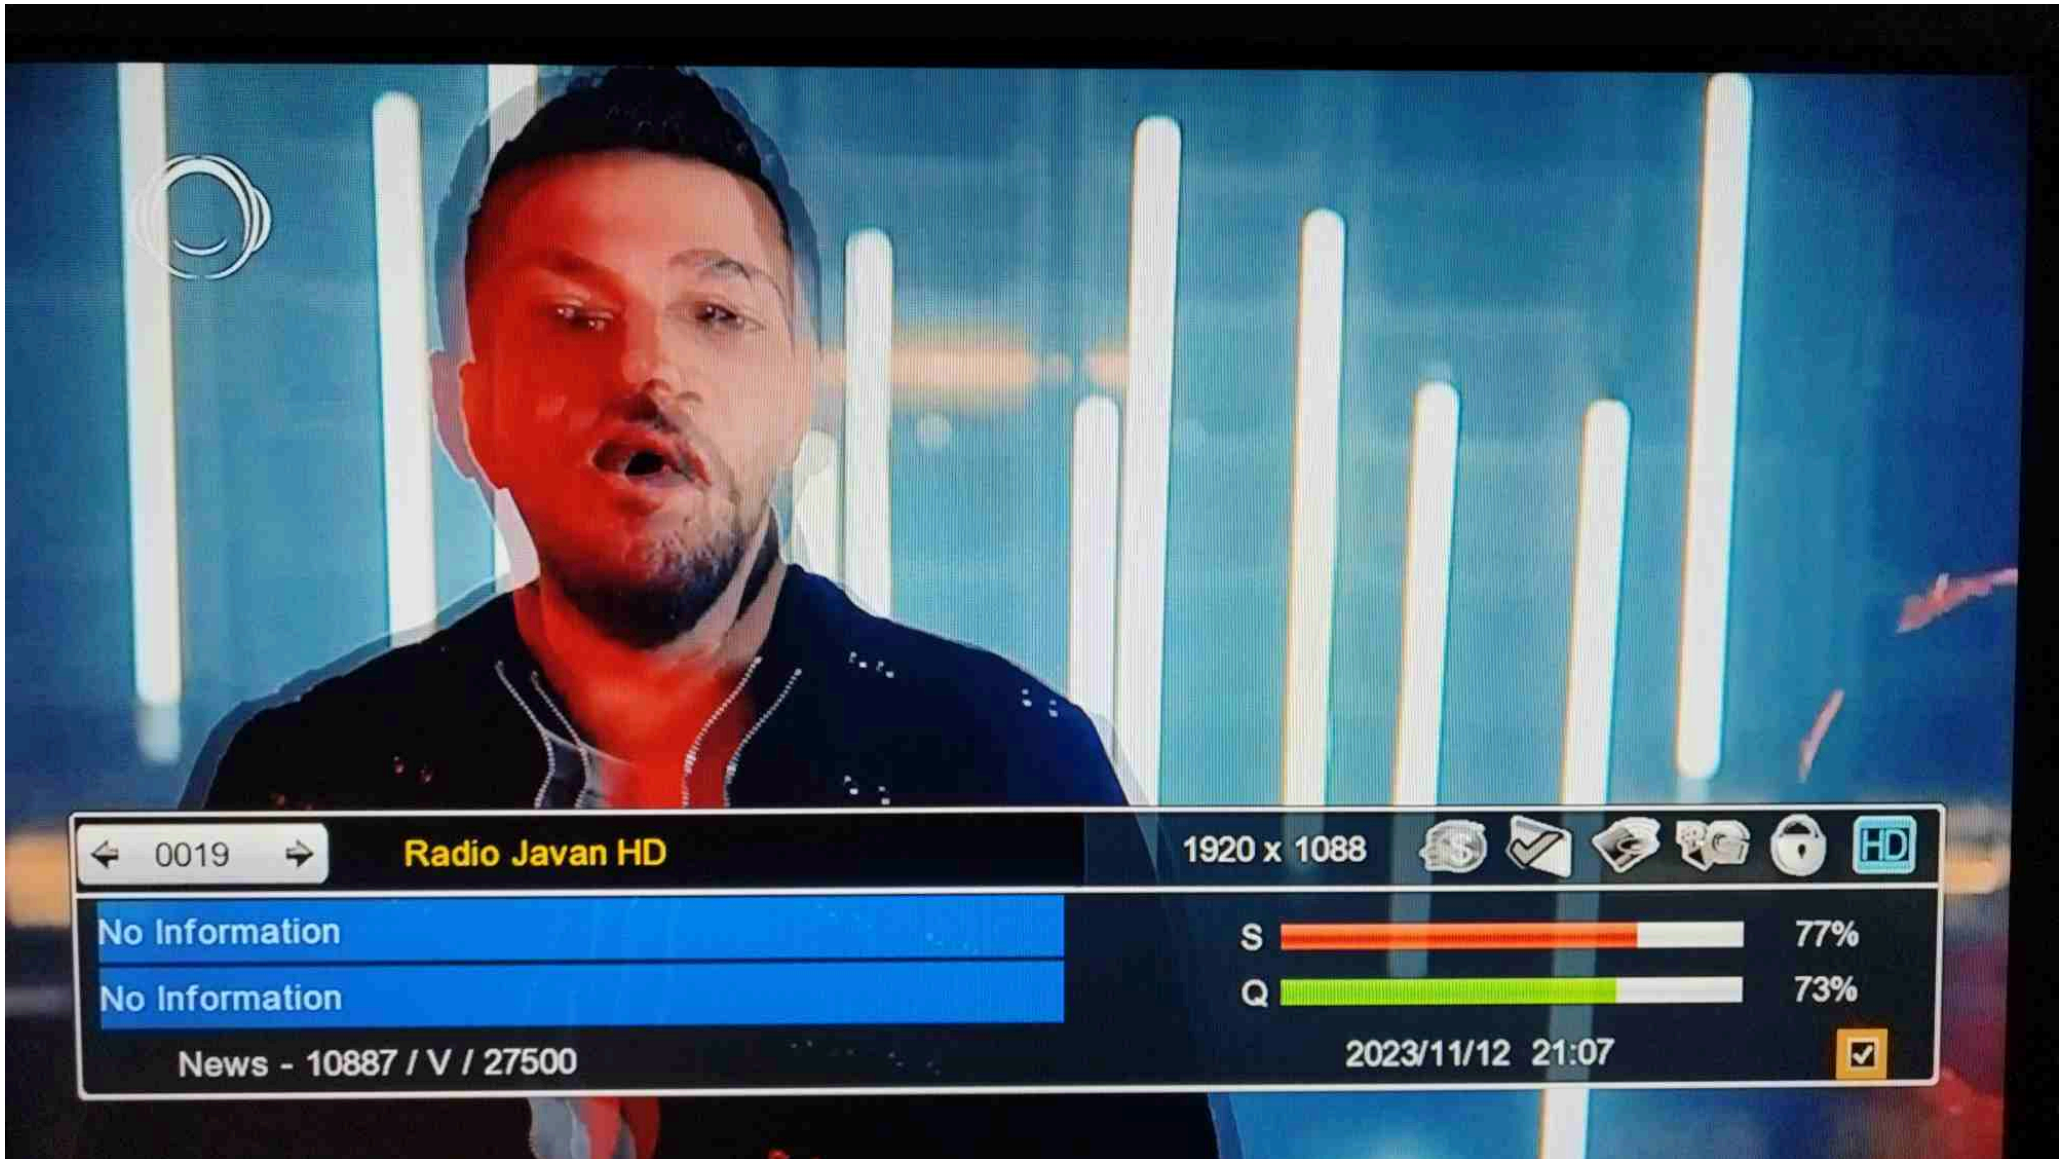 0019
Radio Javan HD
1920 x 1088
HD
No Information
S 77%
No Information
Q 73%
News - 10887 / V / 27500
2023/11/12 21:07